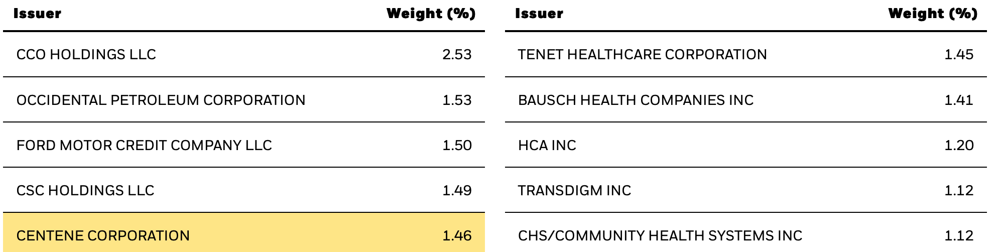 Issuer Weight (%)
CCO HOLDINGS LLC 2.53
OCCIDENTAL PETROLEUM CORPORATION 1.53
FORD MOTOR CREDIT COMPANY LLC 1.50
CSC HOLDINGS LLC 1.49
CENTENE CORPORATION 1.46
Issuer Weight (%)
TENET HEALTHCARE CORPORATION 1.45
BAUSCH HEALTH COMPANIES INC 1.41
HCA INC 1.20
TRANSDIGM INC 1.12
CHS/COMMUNITY HEALTH SYSTEMS INC 1.12